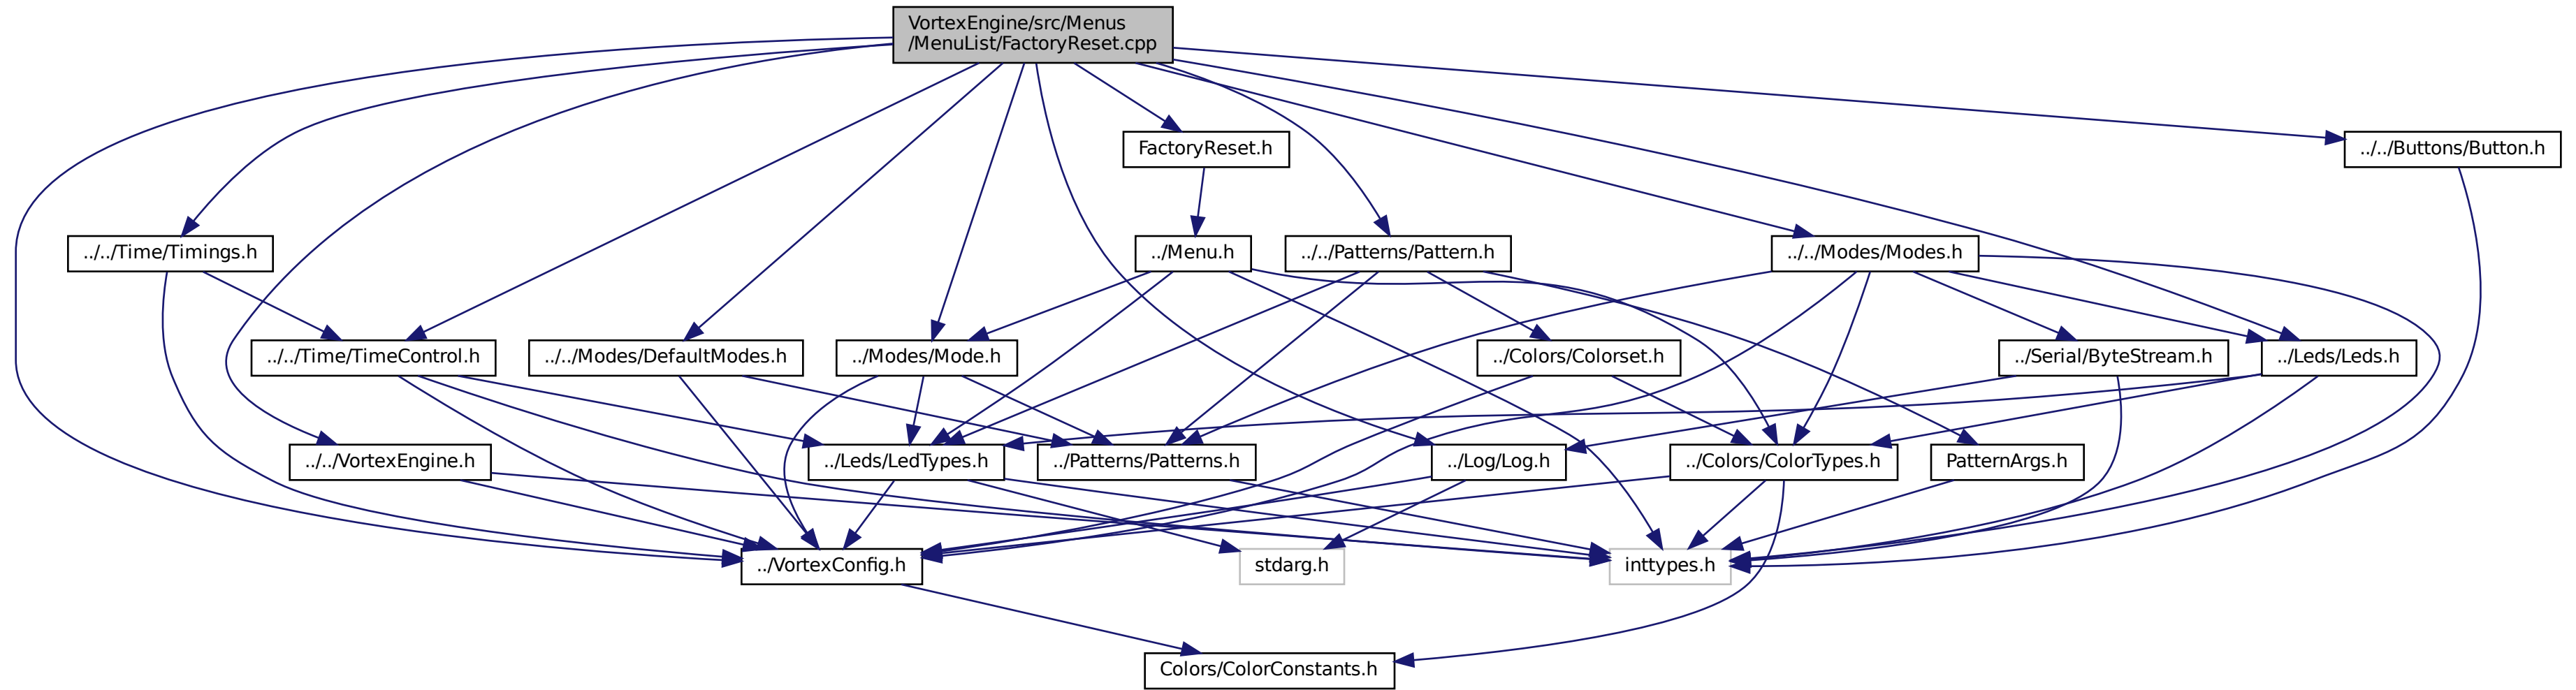 VortexEngine/src/Menus
/MenuList/FactoryReset.cpp
FactoryReset.h
../../Buttons/Button.h
../../Time/Timings.h
../Menu.h
../../Patterns/Pattern.h
../../Modes/Modes.h
../../Time/TimeControl.h
../../Modes/DefaultModes.h
../Modes/Mode.h
../Colors/Colorset.h
../Serial/ByteStream.h
../Leds/Leds.h
../../VortexEngine.h
../Leds/LedTypes.h
../Patterns/Patterns.h
../Log/Log.h
../Colors/ColorTypes.h
PatternArgs.h
../VortexConfig.h
stdarg.h
inttypes.h
Colors/ColorConstants.h